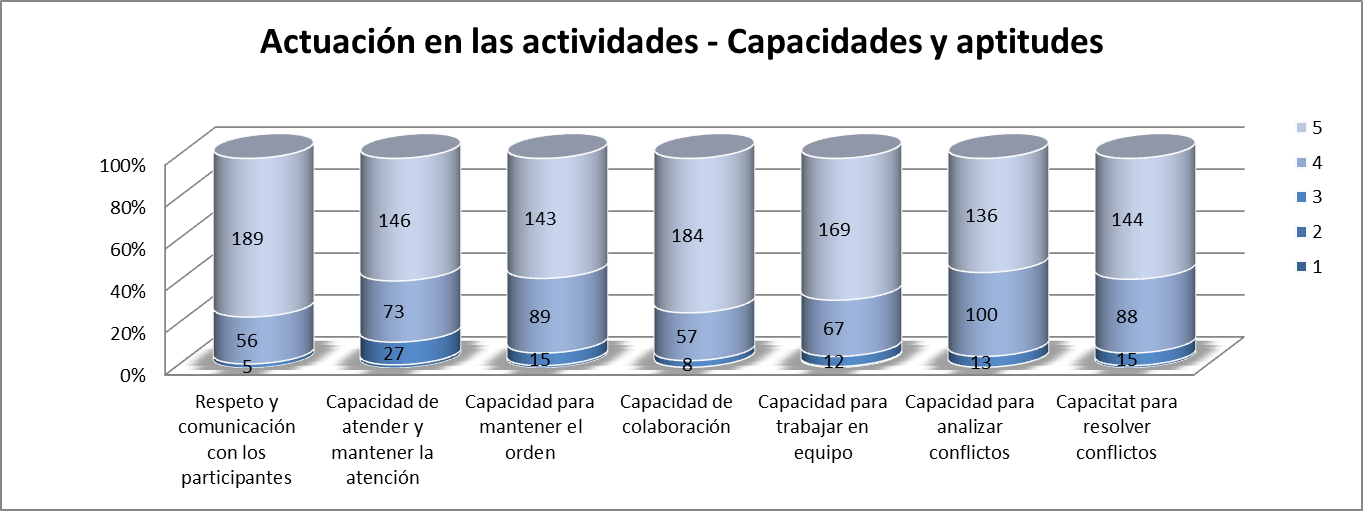 Actuación en las actividades - Capacidades y aptitudes
100%
80%
60%
40%
20%
0%
189
56
5
146
73
27
143
89
15
184
57
8
169
67
12
136
100
13
144
88
15
Respeto y
comunicación
con los
participantes
Capacidad de
atender y
mantener la
atención
Capacidad para
mantener el
orden
Capacidad de
colaboración
Capacidad para
trabajar en
equipo
Capacidad para
analizar
conflictos
Capacitat para
resolver
conflictos
5
4
3
2
1